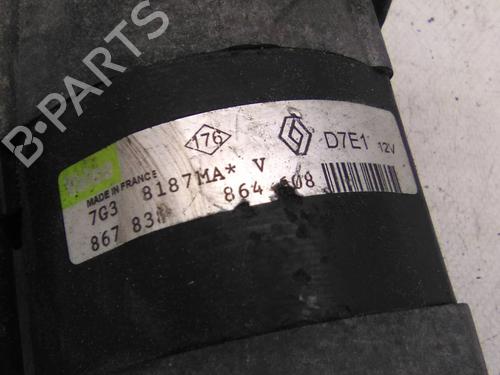 B-PARTS
176
D7E1 12V
MADE IN FRANCE
7G3 8187MA* V
867 83 864 608